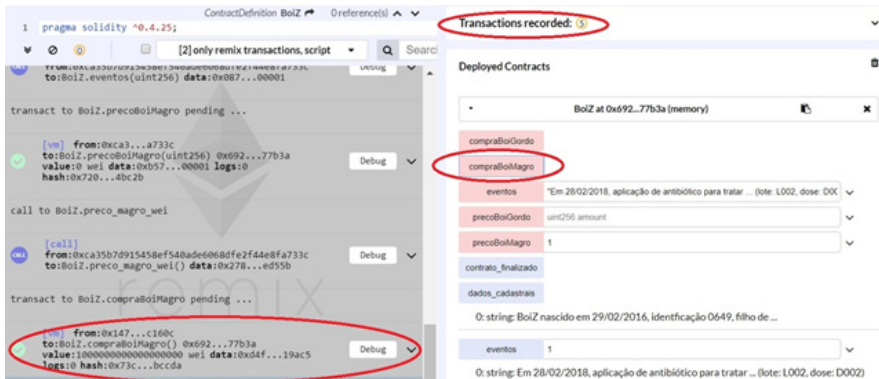 ContractDefinition BoiZ 0 reference(s)
1 pragma solidity ^0.4.25;
0 [2] only remix transactions, script Search
from:0xca35b7d915458ef540ade6068dfe2f44e8fa733c
to:BoiZ.eventos(uint256) data:0x087...00001
Debug
transact to BoiZ.precoBoiMagro pending ...
[vm] from:0xca3...a733c
to:BoiZ.precoBoiMagro(uint256) 0x692...77b3a
value:0 wei data:0xb57...00001 logs:0
hash:0x720...4bc2b
Debug
call to BoiZ.preco_magro_wei
CALL [call]
from:0xca35b7d915458ef540ade6068dfe2f44e8fa733c
to:BoiZ.preco_magro_wei() data:0x278...ed55b
Debug
remix
transact to BoiZ.compraBoiMagro pending ...
[vm] from:0x147...c160c
to:BoiZ.compraBoiMagro() 0x692...77b3a
value:1000000000000000000 wei data:0xd4f...19ac5
logs:0 hash:0x73c...bccda
Debug
Transactions recorded: 5
Deployed Contracts
BoiZ at 0x692...77b3a (memory)
compraBoiGordo
compraBoiMagro
eventos "Em 28/02/2018, aplicação de antibiótico para tratar ... (lote: L002, dose: D00
precoBoiGordo uint256 amount
precoBoiMagro 1
contrato_finalizado
dados_cadastrais
0: string: BoiZ nascido em 29/02/2016, identficação 0649, filho de ...
eventos 1
0: string: Em 28/02/2018, aplicação de antibiótico para tratar ... (lote: L002, dose: D002)